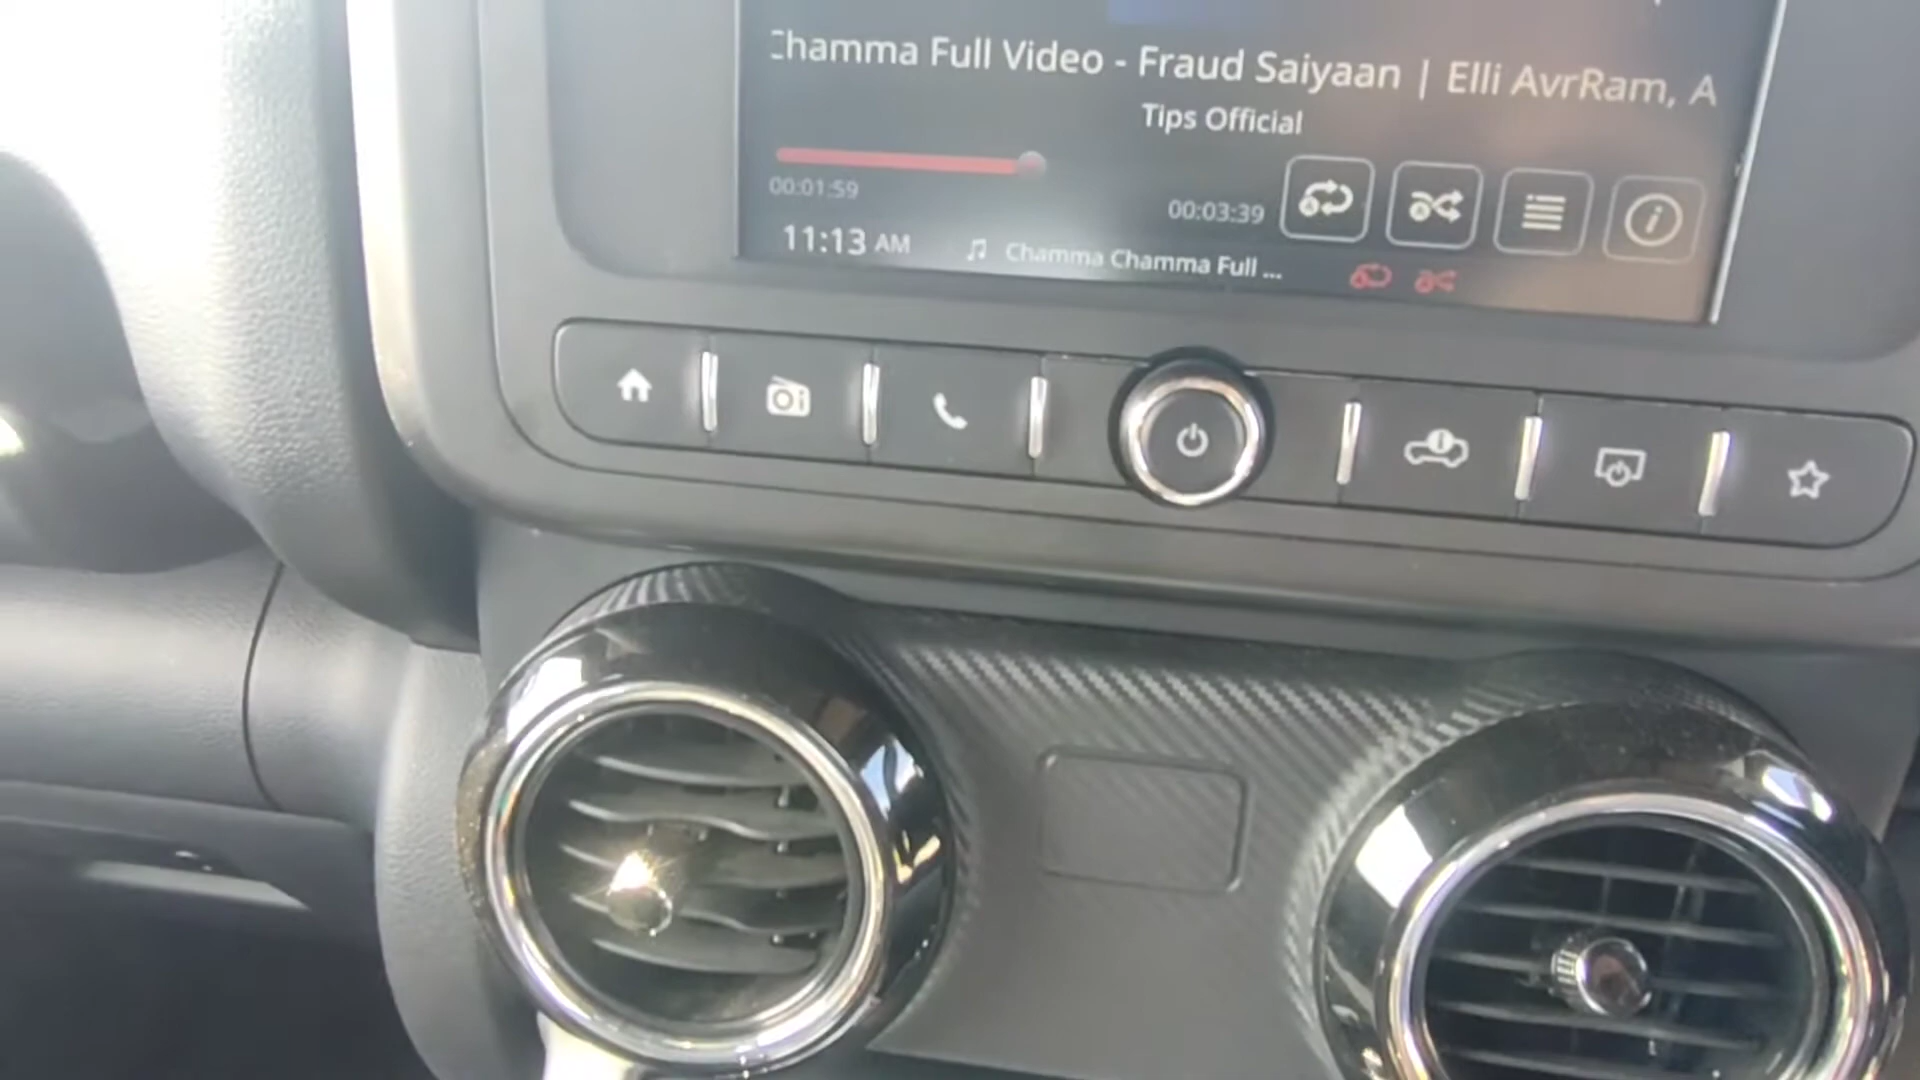 Chamma Full Video - Fraud Saiyaan | Elli AvrRam, A
Tips Official
00:01:59
00:03:39
11:13 AM
Chamma Chamma Full ...